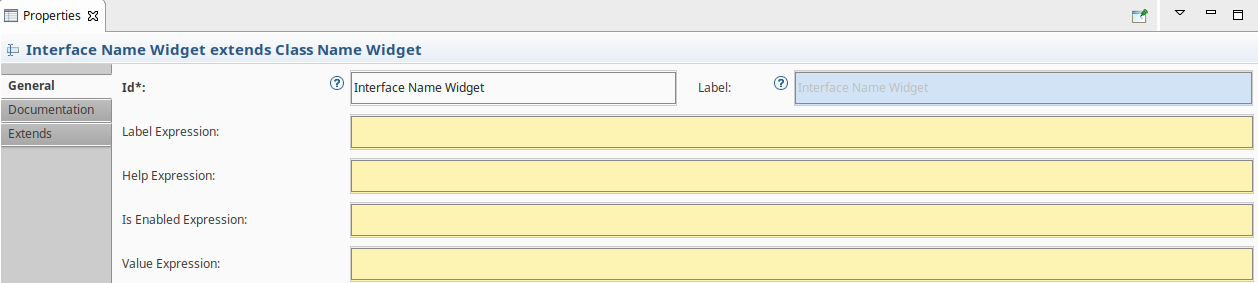 Properties
Interface Name Widget extends Class Name Widget
General
Documentation
Extends
Id*: Interface Name Widget Label: Interface Name Widget
Label Expression:
Help Expression:
Is Enabled Expression:
Value Expression: